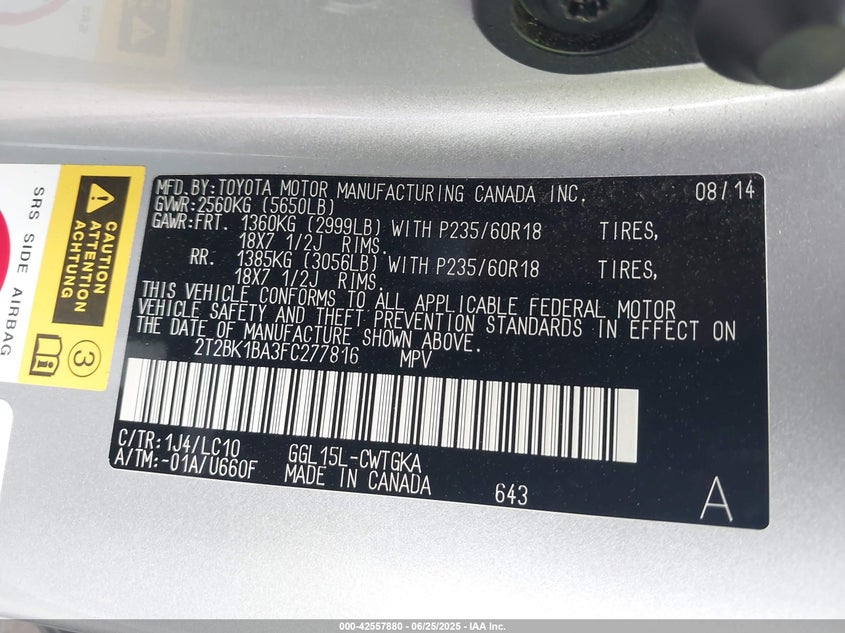 MFD. BY: TOYOTA MOTOR MANUFACTURING CANADA INC. 08/14
GVWR: 2560KG (5650LB)
GAWR: FRT. 1360KG (2999LB) WITH P235/60R18 TIRES,
18X7 1/2J RIMS.
RR. 1385KG (3056LB) WITH P235/60R18 TIRES,
18X7 1/2J RIMS.
THIS VEHICLE CONFORMS TO ALL APPLICABLE FEDERAL MOTOR
VEHICLE SAFETY AND THEFT PREVENTION STANDARDS IN EFFECT ON
THE DATE OF MANUFACTURE SHOWN ABOVE.
2T2BK1BA3FC277816 MPV
C/TR: 1J4/LC10 GGL15L-CWTGKA
A/TM: -01A/U660F MADE IN CANADA 643 A
SRS SIDE AIRBAG
CAUTION
ATTENTION
ACHTUNG
3
000-42557880 - 06/25/2025 - IAA Inc.